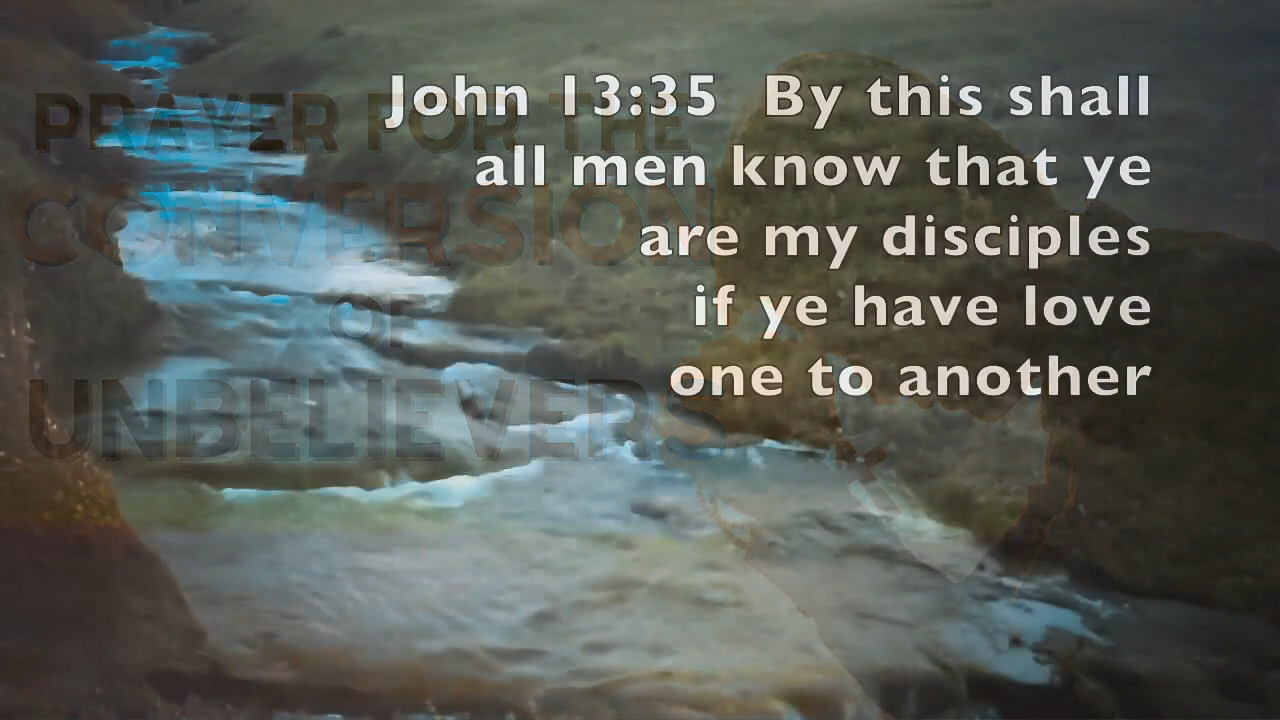 John 13:35 By this shall
all men know that ye
are my disciples
if ye have love
one to another
PRAYER FOR THE
CONVERSION
OF
UNBELIEVERS